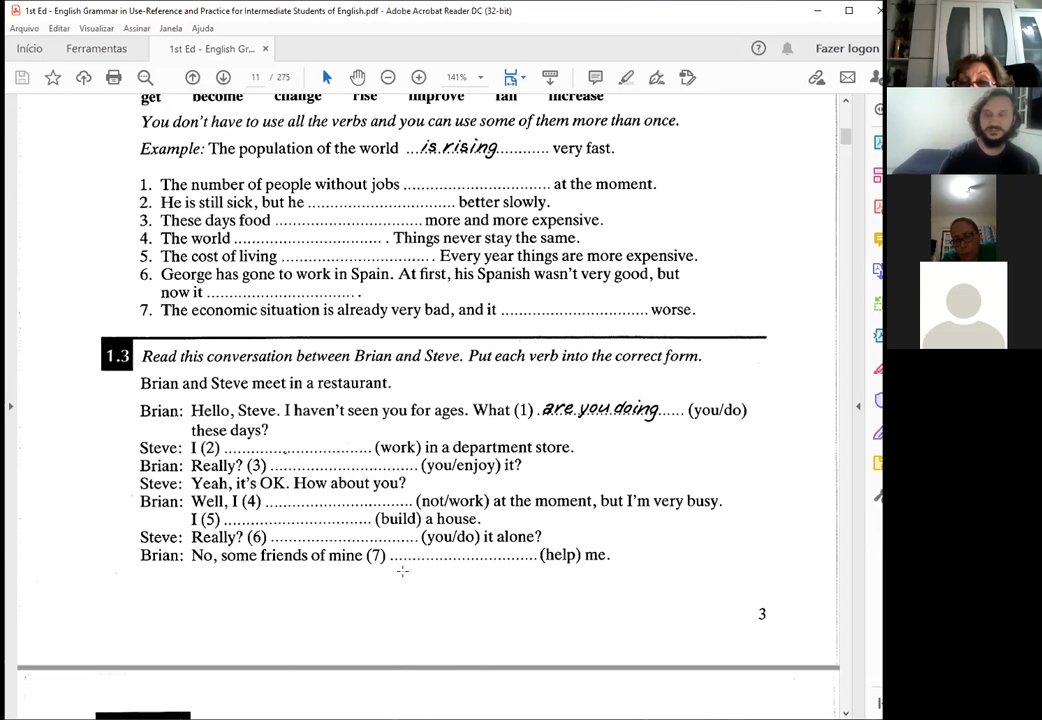 1st Ed - English Grammar in Use-Reference and Practice for Intermediate Students of English.pdf - Adobe Acrobat Reader DC (32-bit)
Arquivo Editar Visualizar Assinar Janela Ajuda
Início Ferramentas 1st Ed - English Gr... × Fazer logon
11 / 275 141%
get become change rise improve fall increase
You don't have to use all the verbs and you can use some of them more than once.
Example: The population of the world ...is rising........... very fast.
1. The number of people without jobs ................................. at the moment.
2. He is still sick, but he ................................. better slowly.
3. These days food ................................. more and more expensive.
4. The world ................................. . Things never stay the same.
5. The cost of living ................................. . Every year things are more expensive.
6. George has gone to work in Spain. At first, his Spanish wasn't very good, but
now it ................................. .
7. The economic situation is already very bad, and it ................................. worse.
1.3 Read this conversation between Brian and Steve. Put each verb into the correct form.
Brian and Steve meet in a restaurant.
Brian: Hello, Steve. I haven't seen you for ages. What (1) .are you doing...... (you/do)
these days?
Steve: I (2) ................................. (work) in a department store.
Brian: Really? (3) ................................. (you/enjoy) it?
Steve: Yeah, it's OK. How about you?
Brian: Well, I (4) ................................. (not/work) at the moment, but I'm very busy.
I (5) ................................. (build) a house.
Steve: Really? (6) ................................. (you/do) it alone?
Brian: No, some friends of mine (7) ................................. (help) me.
3